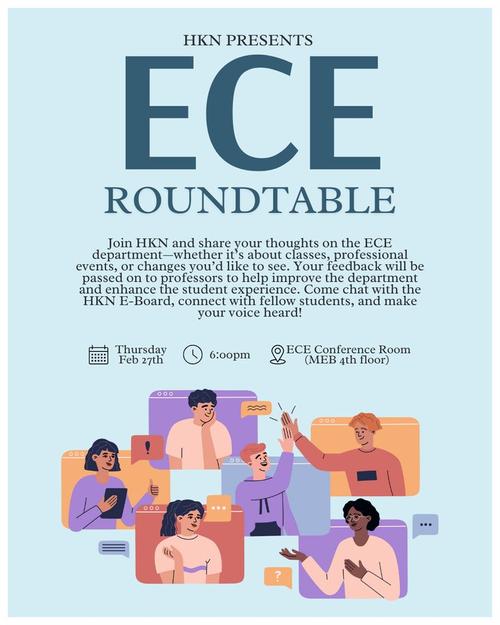 HKN PRESENTS
ECE
ROUNDTABLE
Join HKN and share your thoughts on the ECE
department—whether it's about classes, professional
events, or changes you'd like to see. Your feedback will be
passed on to professors to help improve the department
and enhance the student experience. Come chat with the
HKN E-Board, connect with fellow students, and make
your voice heard!
Thursday
Feb 27th
6:00pm
ECE Conference Room
(MEB 4th floor)
!
?